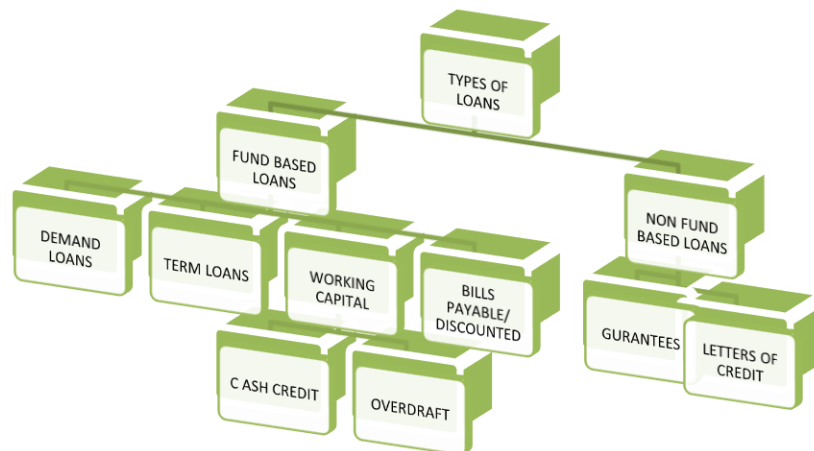 TYPES OF
LOANS
FUND BASED
LOANS
NON FUND
BASED LOANS
DEMAND
LOANS
TERM LOANS
WORKING
CAPITAL
BILLS
PAYABLE/
DISCOUNTED
GURANTEES
LETTERS OF
CREDIT
C ASH CREDIT
OVERDRAFT